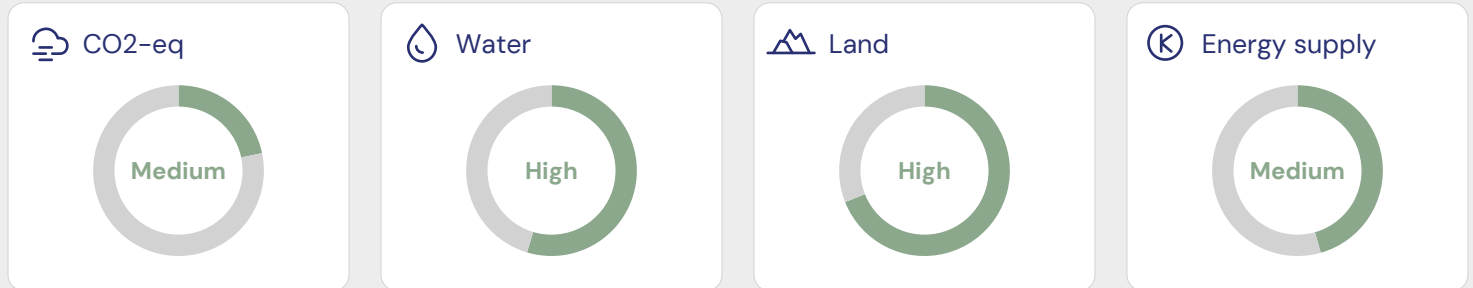 CO2-eq
Medium
Water
High
Land
High
Energy supply
Medium